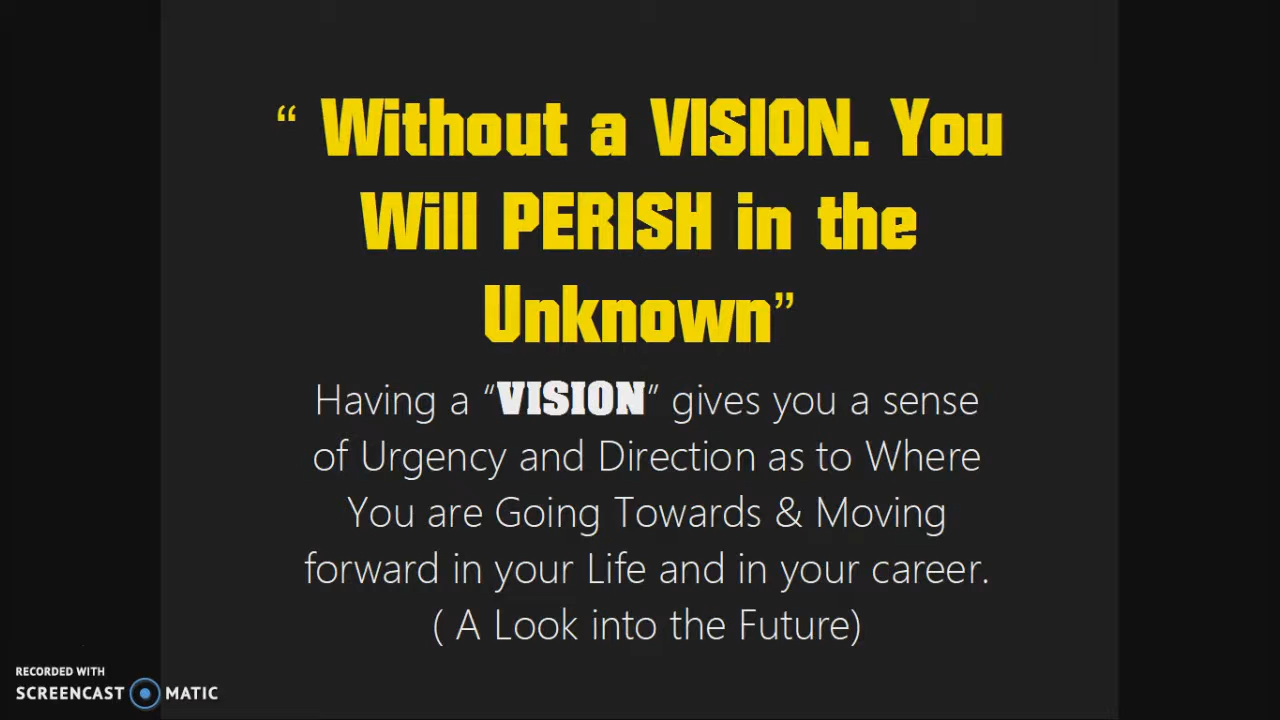 “ Without a VISION. You
Will PERISH in the
Unknown”
Having a “VISION” gives you a sense
of Urgency and Direction as to Where
You are Going Towards & Moving
forward in your Life and in your career.
( A Look into the Future)
RECORDED WITH
SCREENCAST MATIC